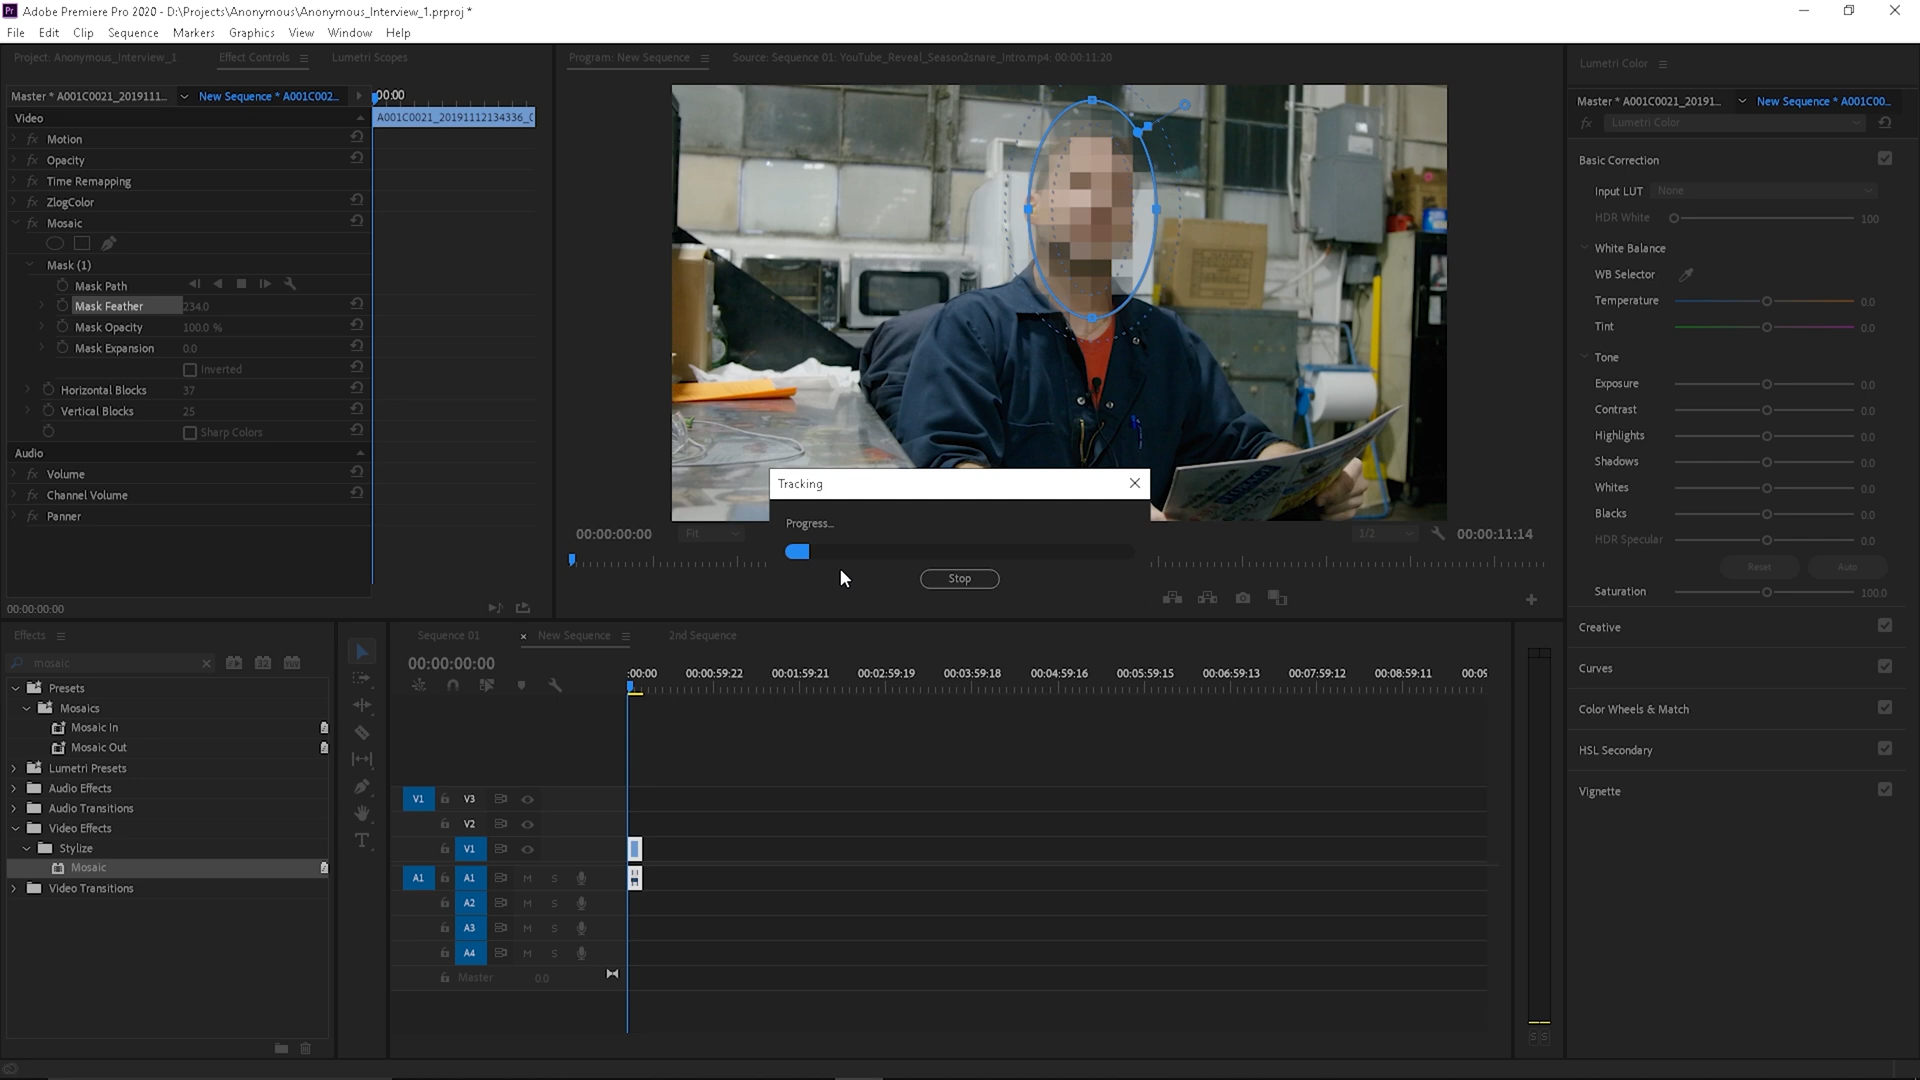 Pr Adobe Premiere Pro 2020 - D:\Projects\Anonymous\Anonymous_Interview_1.prproj *
File Edit Clip Sequence Markers Graphics View Window Help
Project: Anonymous_Interview_1 Effect Controls Lumetri Scopes
Program: New Sequence Source: Sequence 01: YouTube_Reveal_Season2snare_Intro.mp4: 00:00:11:20
Lumetri Color
Master * A001C0021_2019111... New Sequence * A001C002... :00:00
Master * A001C0021_20191... New Sequence * A001C00...
Video A001C0021_20191112134336_C
fx Lumetri Color
fx Motion
fx Opacity
fx Time Remapping
fx ZlogColor
fx Mosaic
Mask (1)
Mask Path
Mask Feather 234.0
Mask Opacity 100.0 %
Mask Expansion 0.0
Inverted
Horizontal Blocks 37
Vertical Blocks 25
Sharp Colors
Audio
fx Volume
fx Channel Volume
fx Panner
00:00:00:00
Tracking
Progress...
Stop
00:00:00:00 Fit 1/2 00:00:11:14
Basic Correction
Input LUT None
HDR White 100
White Balance
WB Selector
Temperature 0.0
Tint 0.0
Tone
Exposure 0.0
Contrast 0.0
Highlights 0.0
Shadows 0.0
Whites 0.0
Blacks 0.0
HDR Specular 0.0
Reset Auto
Saturation 100.0
Creative
Curves
Color Wheels & Match
HSL Secondary
Vignette
Effects
mosaic
Presets
Mosaics
Mosaic In
Mosaic Out
Lumetri Presets
Audio Effects
Audio Transitions
Video Effects
Stylize
Mosaic
Video Transitions
Sequence 01 × New Sequence 2nd Sequence
00:00:00:00
:00:00 00:00:59:22 00:01:59:21 00:02:59:19 00:03:59:18 00:04:59:16 00:05:59:15 00:06:59:13 00:07:59:12 00:08:59:11 00:09
V1 V3
V2
V1
A1 A1 M S
A2 M S
A3 M S
A4 M S
Master 0.0
S S